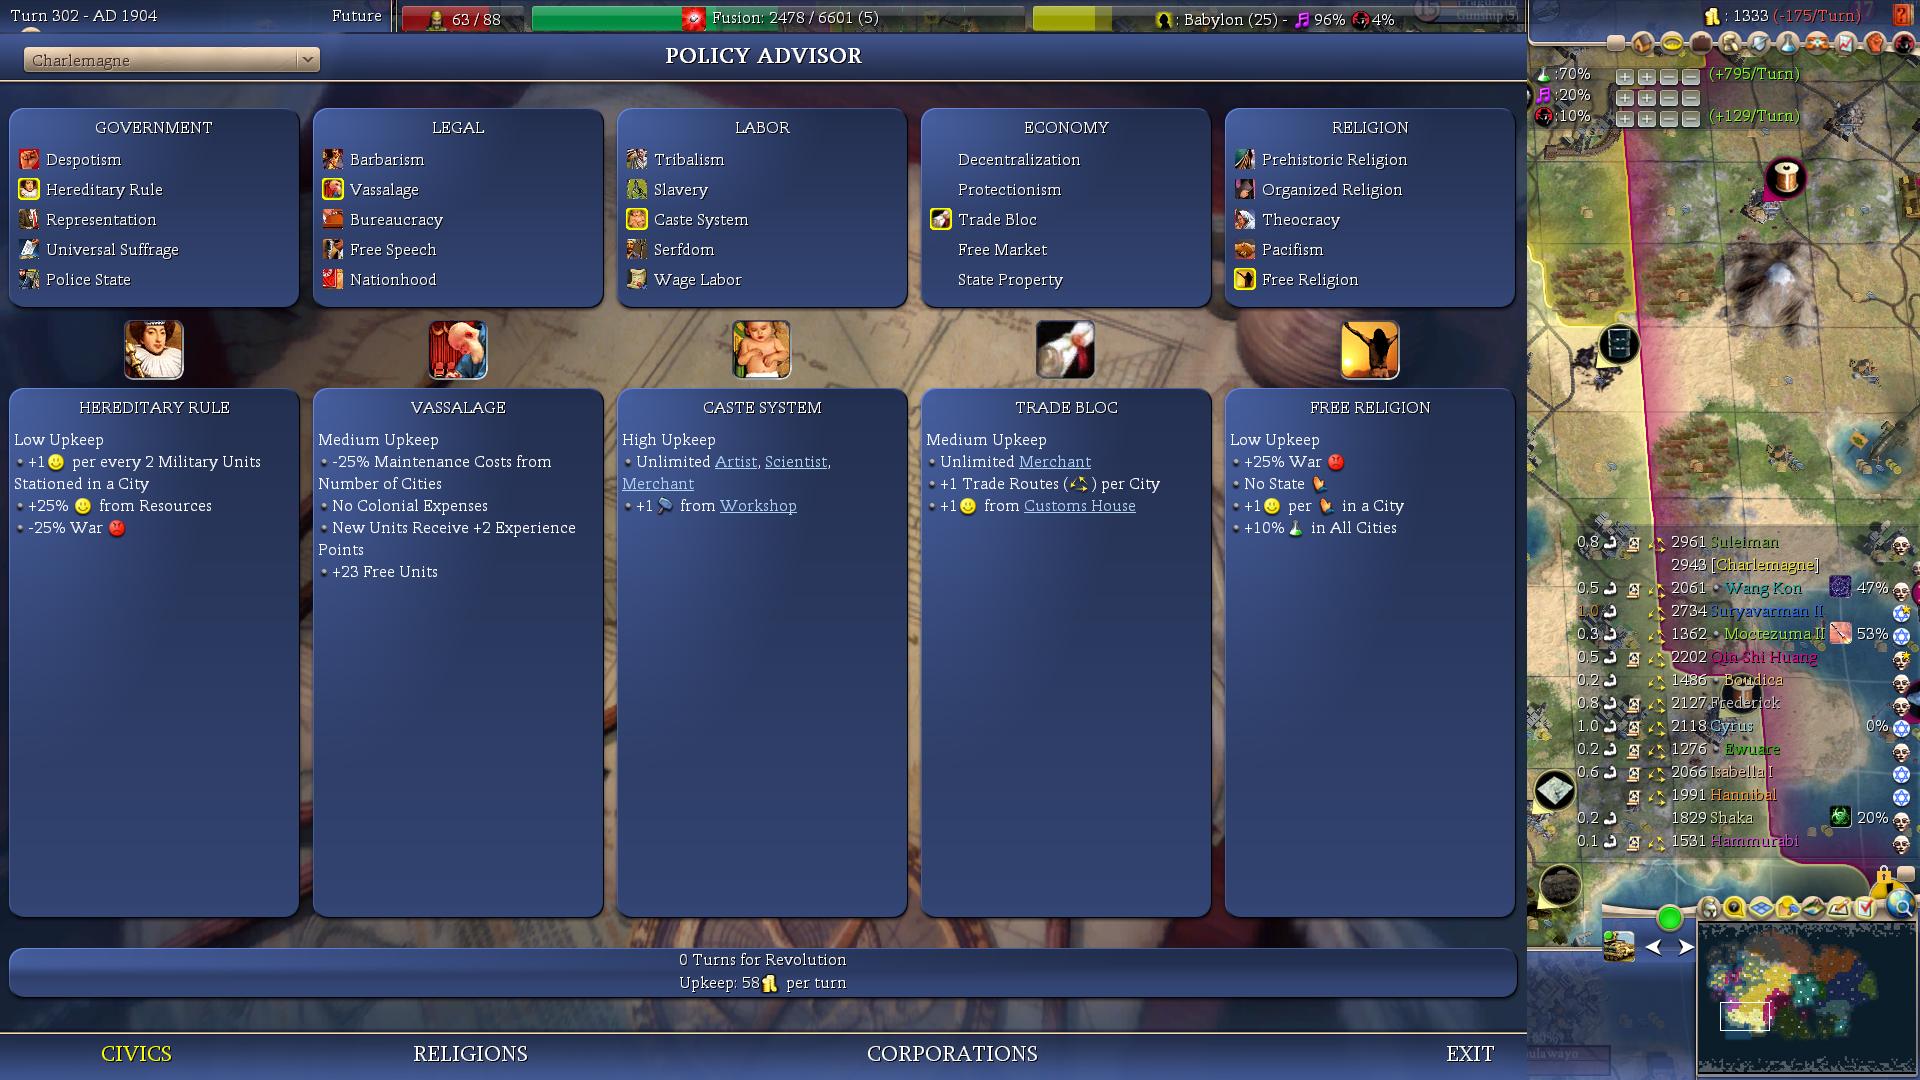 Turn 302 - AD 1904
Future
63 / 88
Fusion: 2478 / 6601 (5)
: Babylon (25) - 96% 4%
: 1333 (-175/Turn)
Charlemagne
POLICY ADVISOR
:70% (+795/Turn)
:20%
:10% (+129/Turn)
GOVERNMENT
Despotism
Hereditary Rule
Representation
Universal Suffrage
Police State
LEGAL
Barbarism
Vassalage
Bureaucracy
Free Speech
Nationhood
LABOR
Tribalism
Slavery
Caste System
Serfdom
Wage Labor
ECONOMY
Decentralization
Protectionism
Trade Bloc
Free Market
State Property
RELIGION
Prehistoric Religion
Organized Religion
Theocracy
Pacifism
Free Religion
HEREDITARY RULE
Low Upkeep
+1 per every 2 Military Units
Stationed in a City
+25% from Resources
-25% War
VASSALAGE
Medium Upkeep
-25% Maintenance Costs from
Number of Cities
No Colonial Expenses
New Units Receive +2 Experience
Points
+23 Free Units
CASTE SYSTEM
High Upkeep
Unlimited Artist, Scientist,
Merchant
+1 from Workshop
TRADE BLOC
Medium Upkeep
Unlimited Merchant
+1 Trade Routes ( ) per City
+1 from Customs House
FREE RELIGION
Low Upkeep
+25% War
No State
+1 per in a City
+10% in All Cities
0.8 2961 Suleiman
2943 [Charlemagne]
0.5 2061 Wang Kon 47%
1.0 2734 Suryavarman II
0.3 1362 Moctezuma II 53%
0.5 2202 Qin Shi Huang
0.2 1486 Boudica
0.8 2127 Frederick
1.0 2118 Cyrus 0%
0.2 1276 Ewuare
0.6 2066 Isabella I
1991 Hannibal
0.2 1829 Shaka 20%
0.1 1531 Hammurabi
0 Turns for Revolution
Upkeep: 58 per turn
CIVICS
RELIGIONS
CORPORATIONS
EXIT